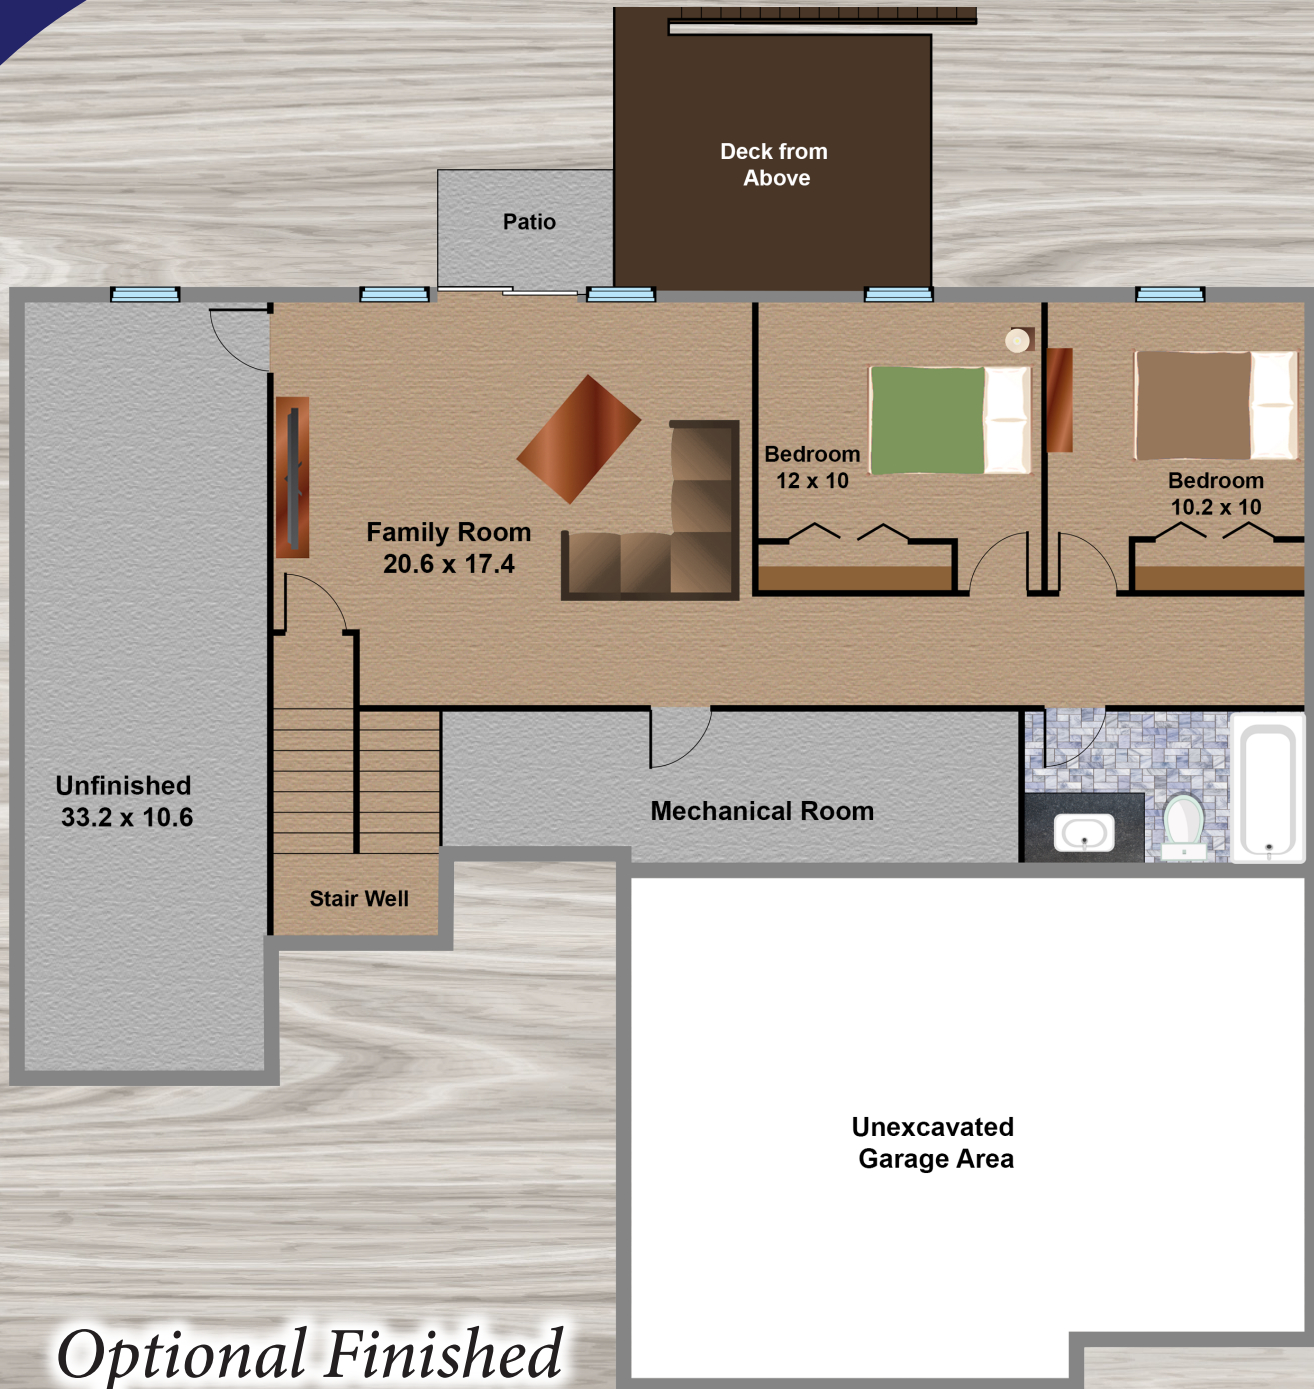 Deck from
Above
Patio
Bedroom
12 x 10
Bedroom
10.2 x 10
Family Room
20.6 x 17.4
Unfinished
33.2 x 10.6
Mechanical Room
Stair Well
Unexcavated
Garage Area
Optional Finished